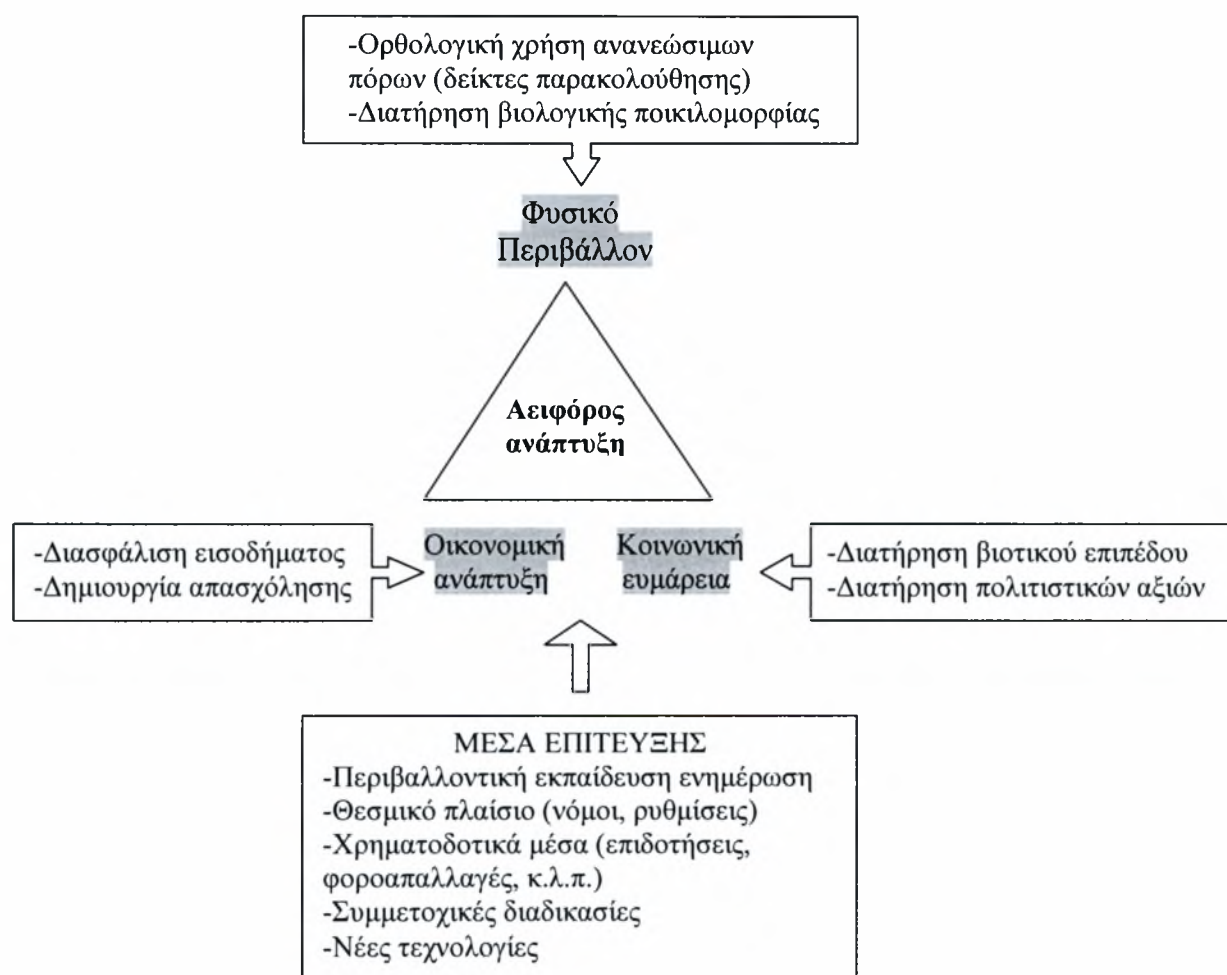 -Ορθολογική χρήση ανανεώσιμων
πόρων (δείκτες παρακολούθησης)
-Διατήρηση βιολογικής ποικιλομορφίας
Φυσικό
Περιβάλλον
Αειφόρος
ανάπτυξη
-Διασφάλιση εισοδήματος
-Δημιουργία απασχόλησης
Οικονομική
ανάπτυξη
Κοινωνική
ευμάρεια
-Διατήρηση βιοτικού επιπέδου
-Διατήρηση πολιτιστικών αξιών
ΜΕΣΑ ΕΠΙΤΕΥΞΗΣ
-Περιβαλλοντική εκπαίδευση ενημέρωση
-Θεσμικό πλαίσιο (νόμοι, ρυθμίσεις)
-Χρηματοδοτικά μέσα (επιδοτήσεις,
φοροαπαλλαγές, κ.λ.π.)
-Συμμετοχικές διαδικασίες
-Νέες τεχνολογίες